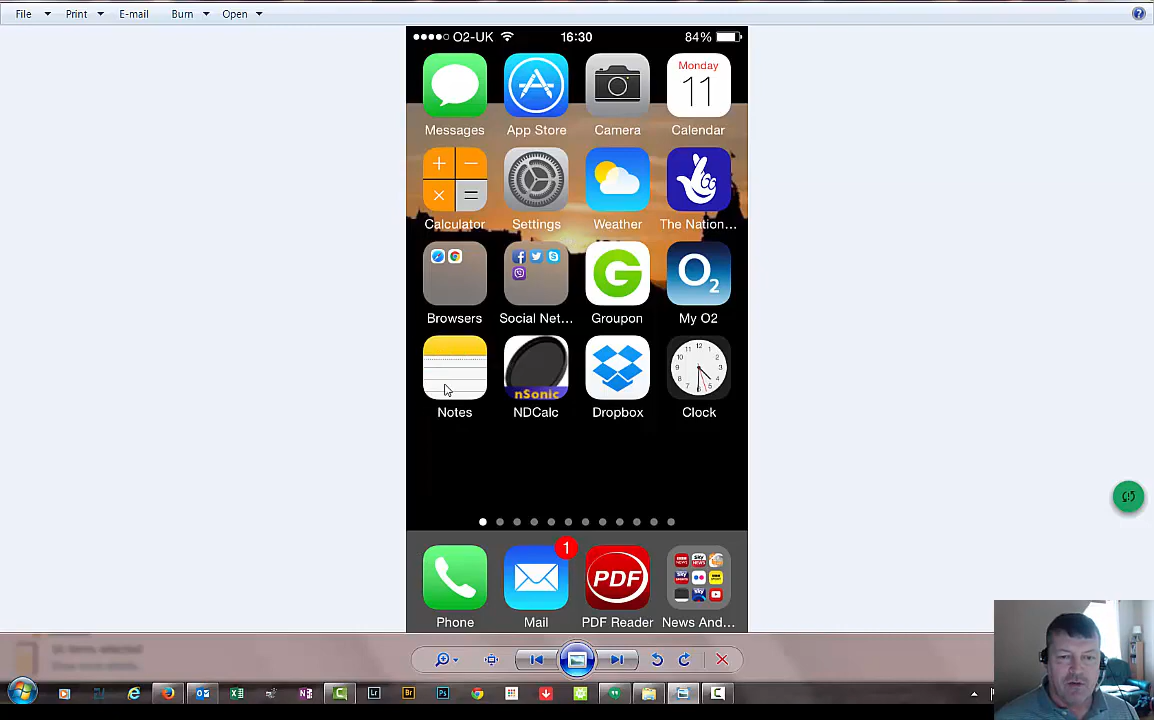 File Print E-mail Burn Open
O2-UK 16:30 84%
Monday
11
Messages App Store Camera Calendar
Calculator Settings Weather The Nation...
Browsers Social Net... Groupon My O2
O2
nSonic
Notes NDCalc Dropbox Clock
1
PDF
Phone Mail PDF Reader News And...